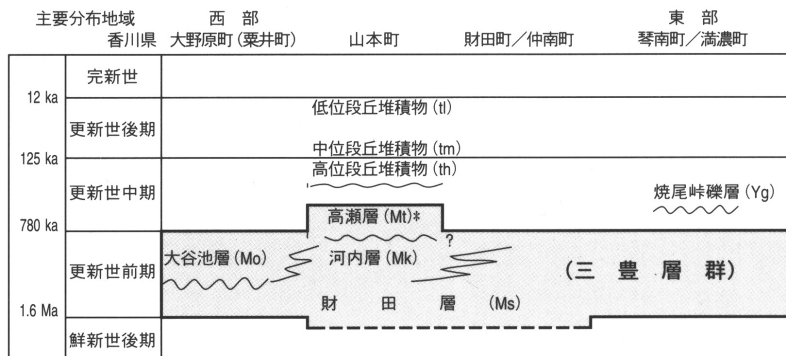 主要分布地域 西部 東部
香川県 大野原町(粟井町) 山本町 財田町/仲南町 琴南町/満濃町
完新世
12 ka
低位段丘堆積物(tl)
更新世後期
中位段丘堆積物(tm)
125 ka
高位段丘堆積物(th)
更新世中期
焼尾峠礫層(Yg)
高瀬層(Mt)*
780 ka
?
大谷池層(Mo) 河内層(Mk)
更新世前期 (三豊層群)
財田層(Ms)
1.6 Ma
鮮新世後期